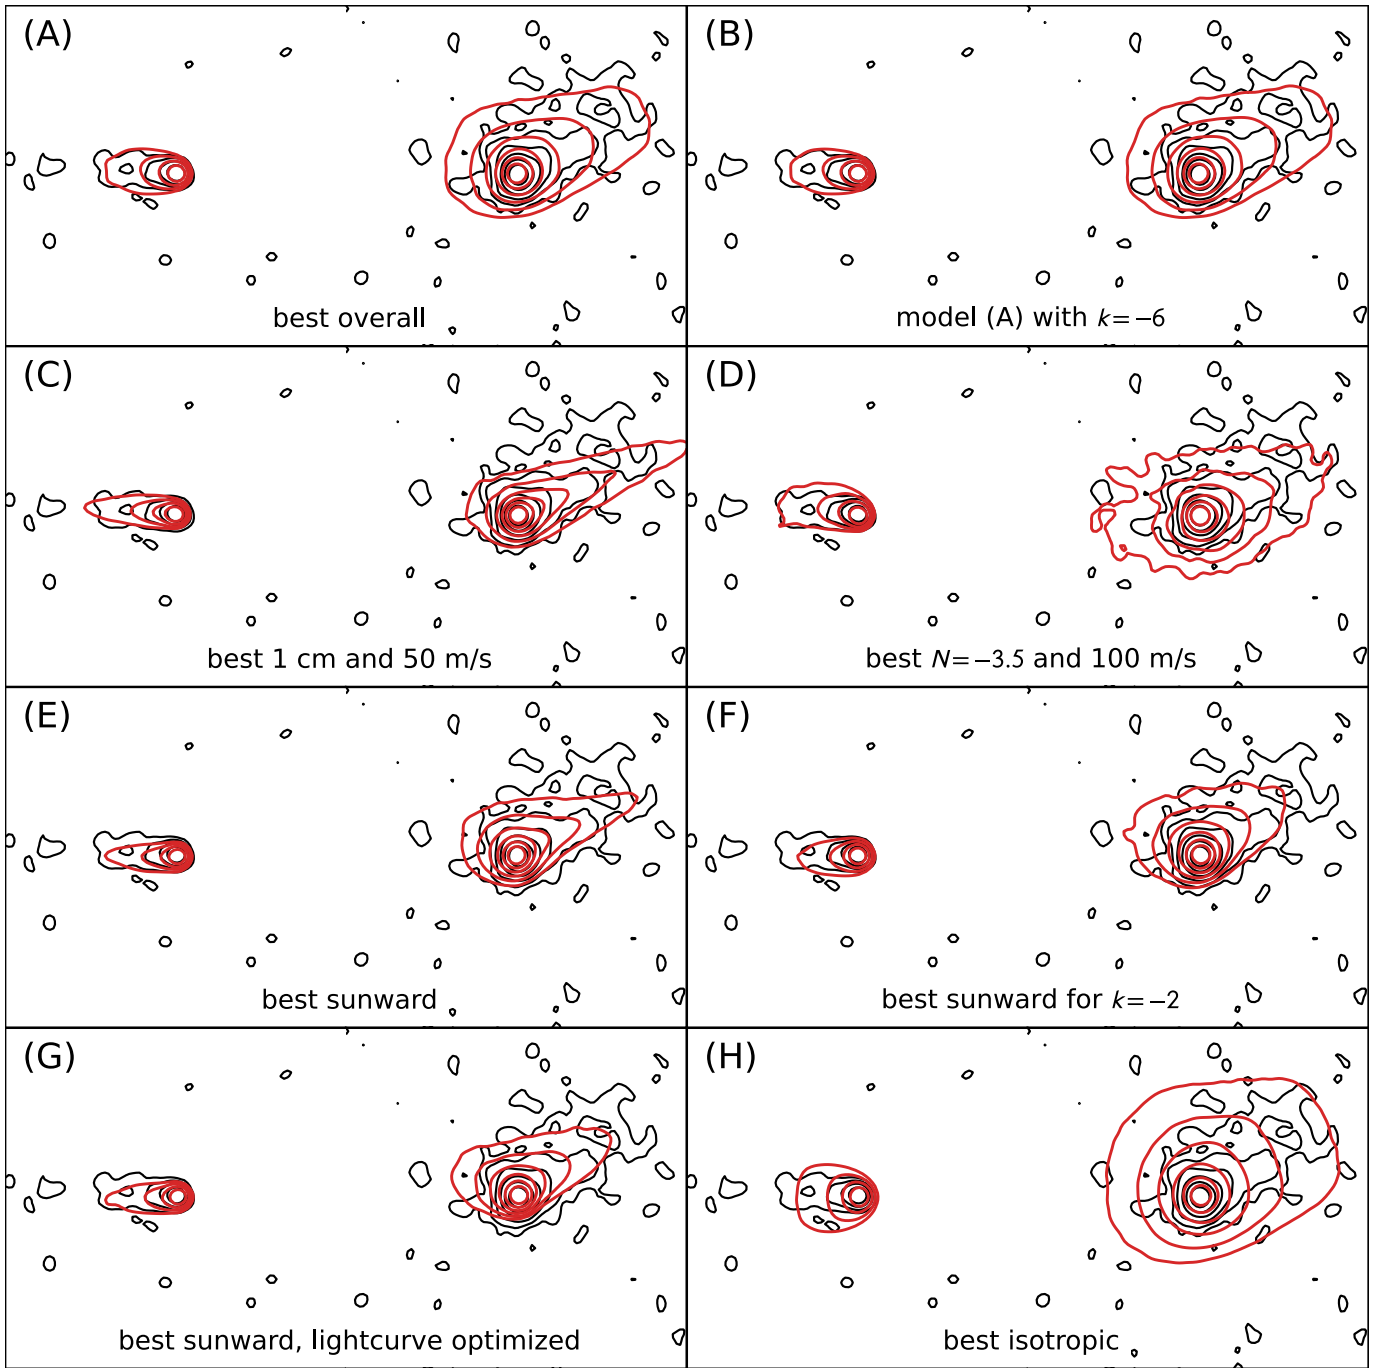 (A)
best overall
(B)
model (A) with k=−6
(C)
best 1 cm and 50 m/s
(D)
best N=−3.5 and 100 m/s
(E)
best sunward
(F)
best sunward for k=−2
(G)
best sunward, lightcurve optimized
(H)
best isotropic